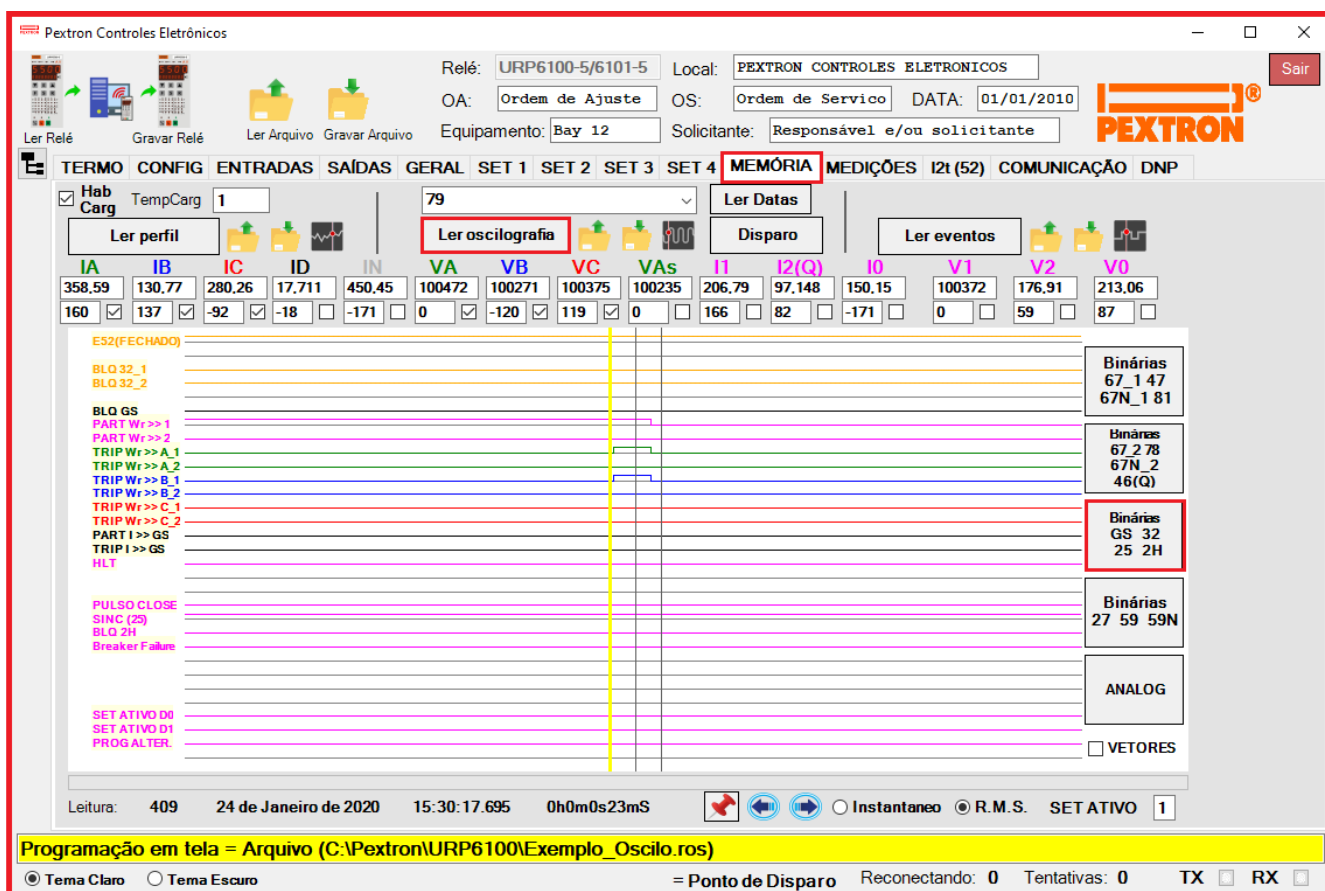 Pextron Controles Eletrônicos
Relé: URP6100-5/6101-5 Local: PEXTRON CONTROLES ELETRONICOS Sair
OA: Ordem de Ajuste OS: Ordem de Servico DATA: 01/01/2010
Ler Relé Gravar Relé Ler Arquivo Gravar Arquivo Equipamento: Bay 12 Solicitante: Responsável e/ou solicitante PEXTRON®
TERMO CONFIG ENTRADAS SAÍDAS GERAL SET 1 SET 2 SET 3 SET 4 MEMÓRIA MEDIÇÕES I2t (52) COMUNICAÇÃO DNP
Hab Carg TempCarg 1 79 Ler Datas
Ler perfil Ler oscilografia Disparo Ler eventos
IA IB IC ID IN VA VB VC VAs I1 I2(Q) I0 V1 V2 V0
358,59 130,77 280,26 17,711 450,45 100472 100271 100375 100235 206,79 97,148 150,15 100372 176,91 213,06
160 137 -92 -18 -171 0 -120 119 0 166 82 -171 0 59 87
E52(FECHADO)
BLQ 32_1
BLQ 32_2
BLQ GS
PART Wr >> 1
PART Wr >> 2
TRIP Wr >> A_1
TRIP Wr >> A_2
TRIP Wr >> B_1
TRIP Wr >> B_2
TRIP Wr >> C_1
TRIP Wr >> C_2
PART I >> GS
TRIP I >> GS
HLT
PULSO CLOSE
SINC (25)
BLQ 2H
Breaker Failure
SET ATIVO D0
SET ATIVO D1
PROG ALTER.
Binárias
67_1 47
67N_1 81
Binárias
67_2 78
67N_2
46(Q)
Binárias
GS 32
25 2H
Binárias
27 59 59N
ANALOG
VETORES
Leitura: 409 24 de Janeiro de 2020 15:30:17.695 0h0m0s23mS Instantaneo R.M.S. SET ATIVO 1
Programação em tela = Arquivo (C:\Pextron\URP6100\Exemplo_Oscilo.ros)
Tema Claro Tema Escuro = Ponto de Disparo Reconectando: 0 Tentativas: 0 TX RX